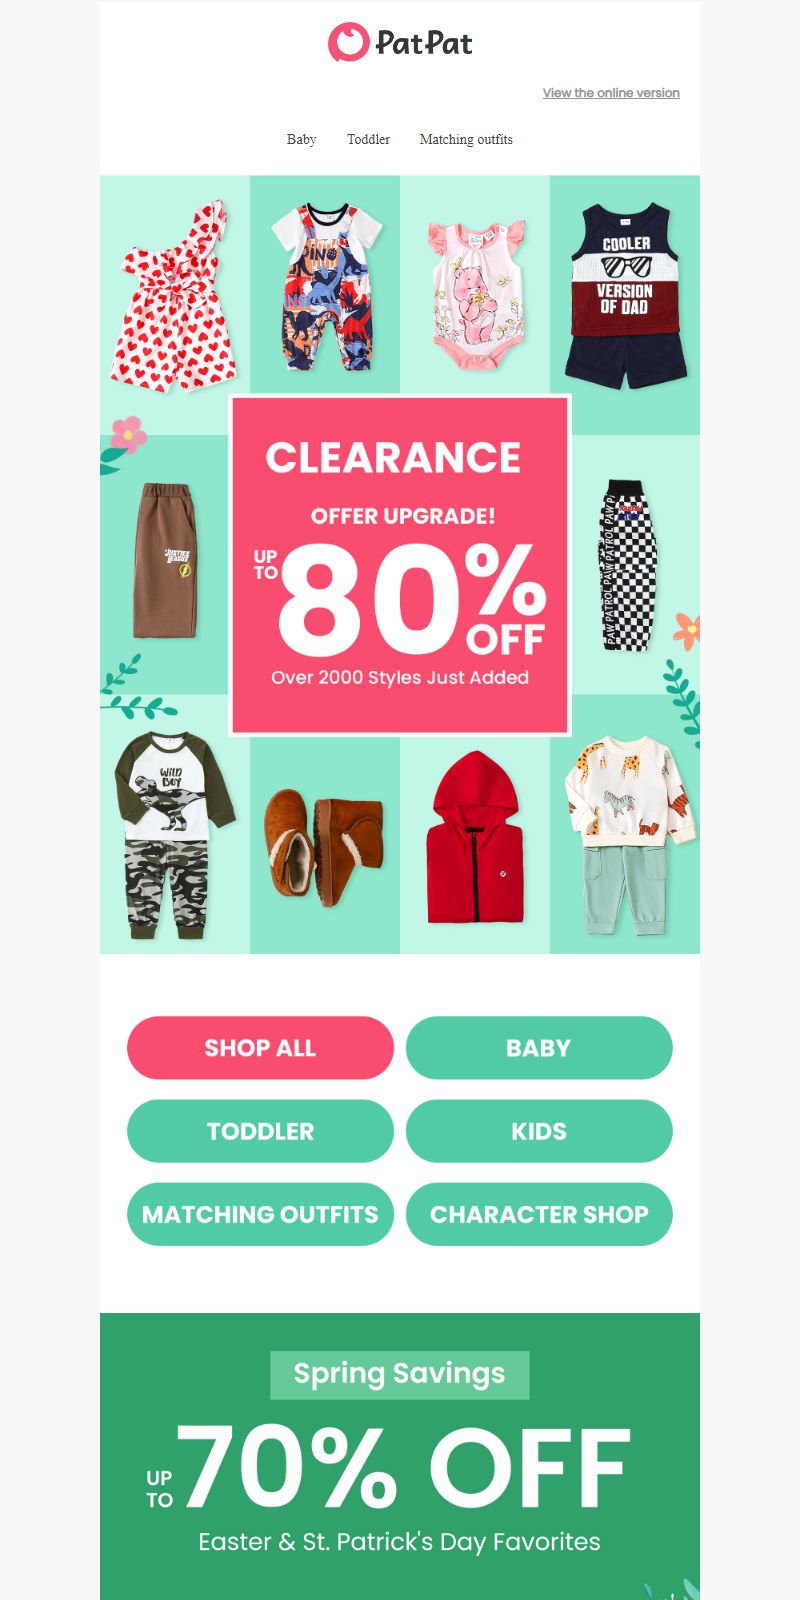 PatPat
View the online version
Baby Toddler Matching outfits
COOLER
VERSION
OF DAD
DINO
CLEARANCE
OFFER UPGRADE!
UP
TO
80%
OFF
Over 2000 Styles Just Added
JUSTICE
LEAGUE
PAW PATROL PAW PATROL PAW P
WiLD
BOY
SHOP ALL
BABY
TODDLER
KIDS
MATCHING OUTFITS
CHARACTER SHOP
Spring Savings
UP
TO
70% OFF
Easter & St. Patrick's Day Favorites